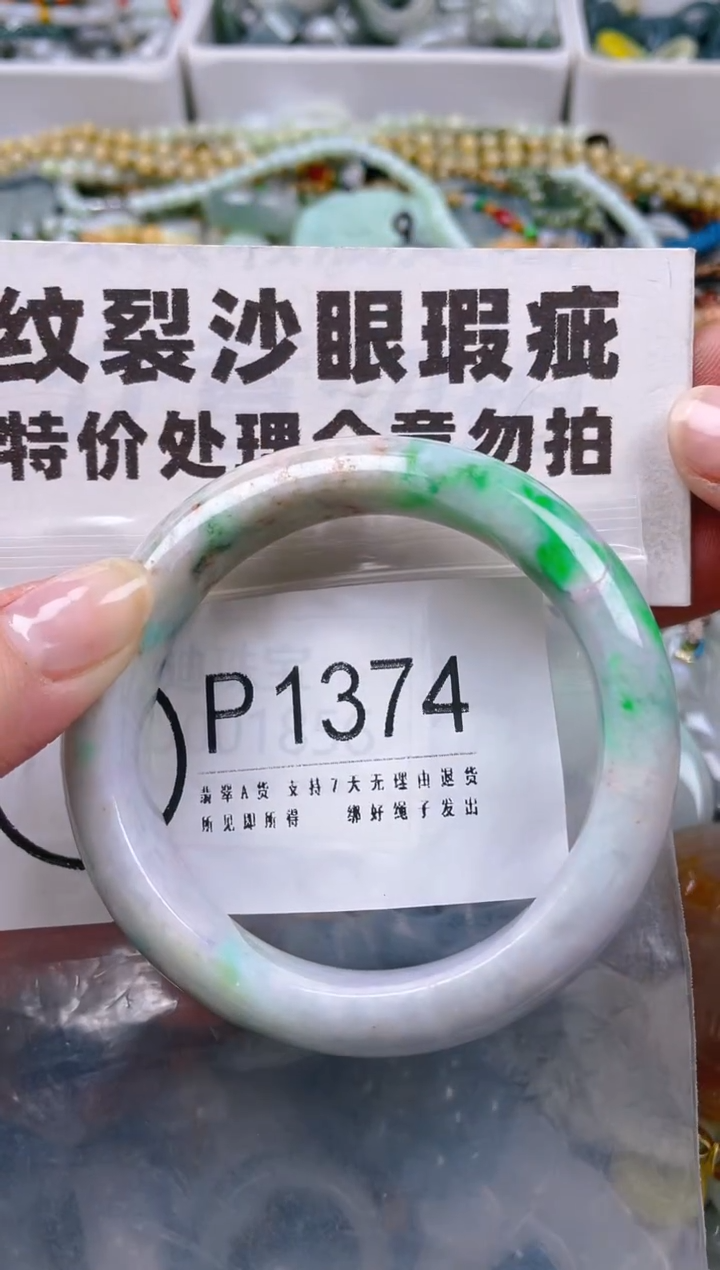 纹裂沙眼瑕疵
特价处理介意勿拍
P1374
翡翠A货 支持7天无理由退货
所见即所得 绑好绳子发出
9